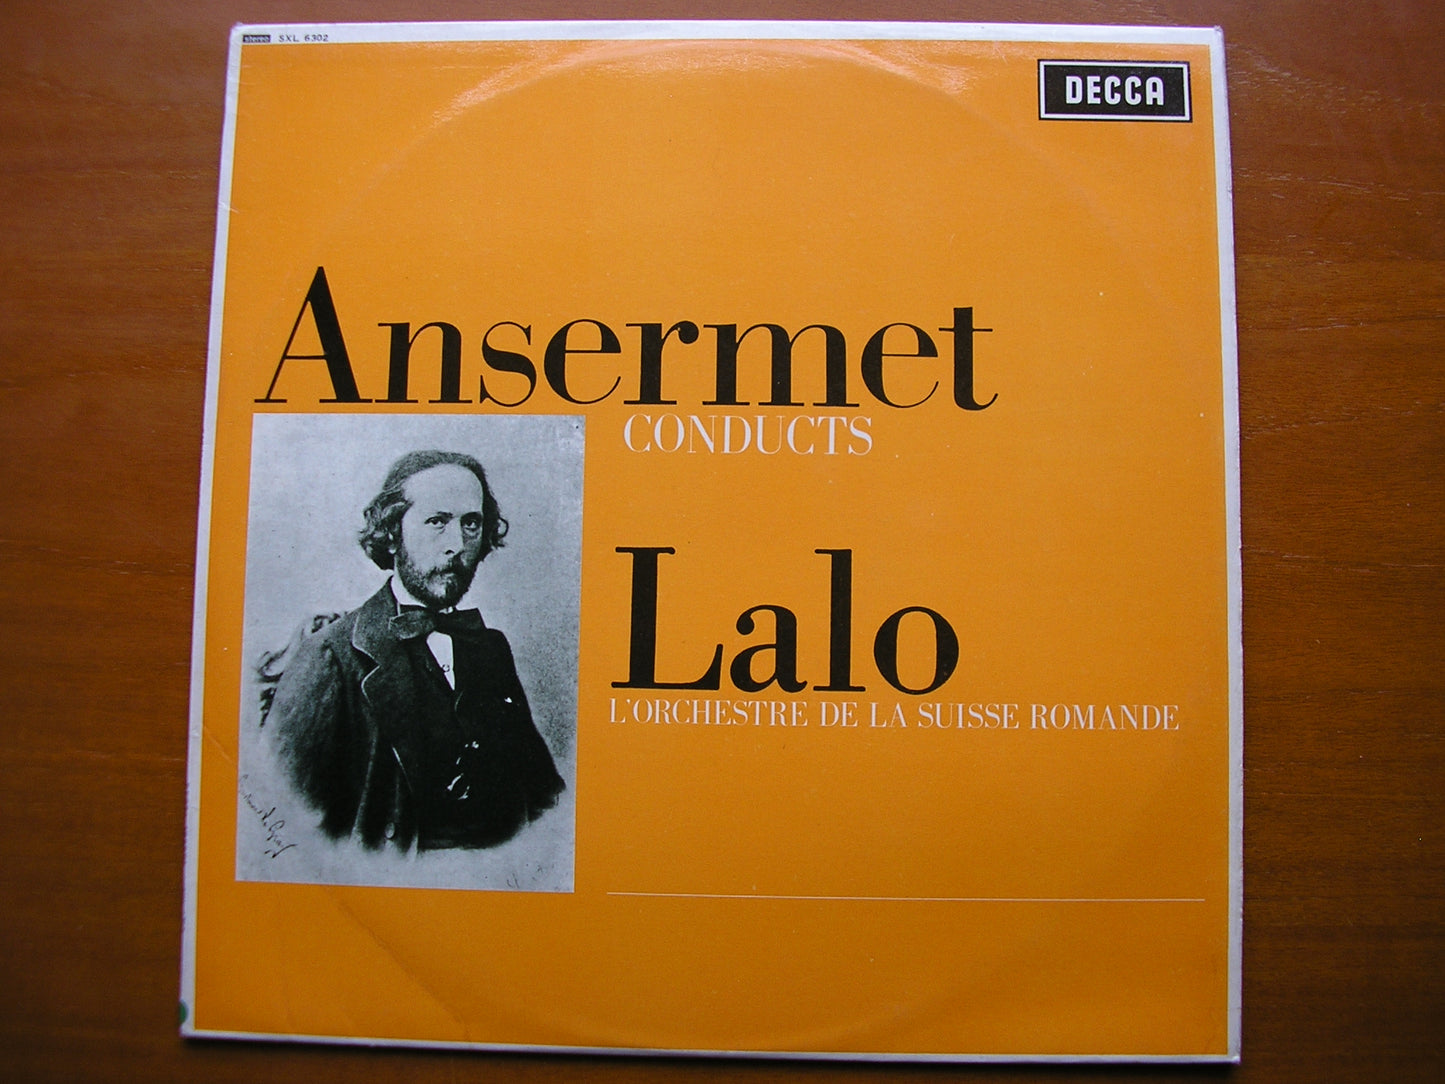 stereo SXL 6302
DECCA
Ansermet
CONDUCTS
Lalo
L'ORCHESTRE DE LA SUISSE ROMANDE